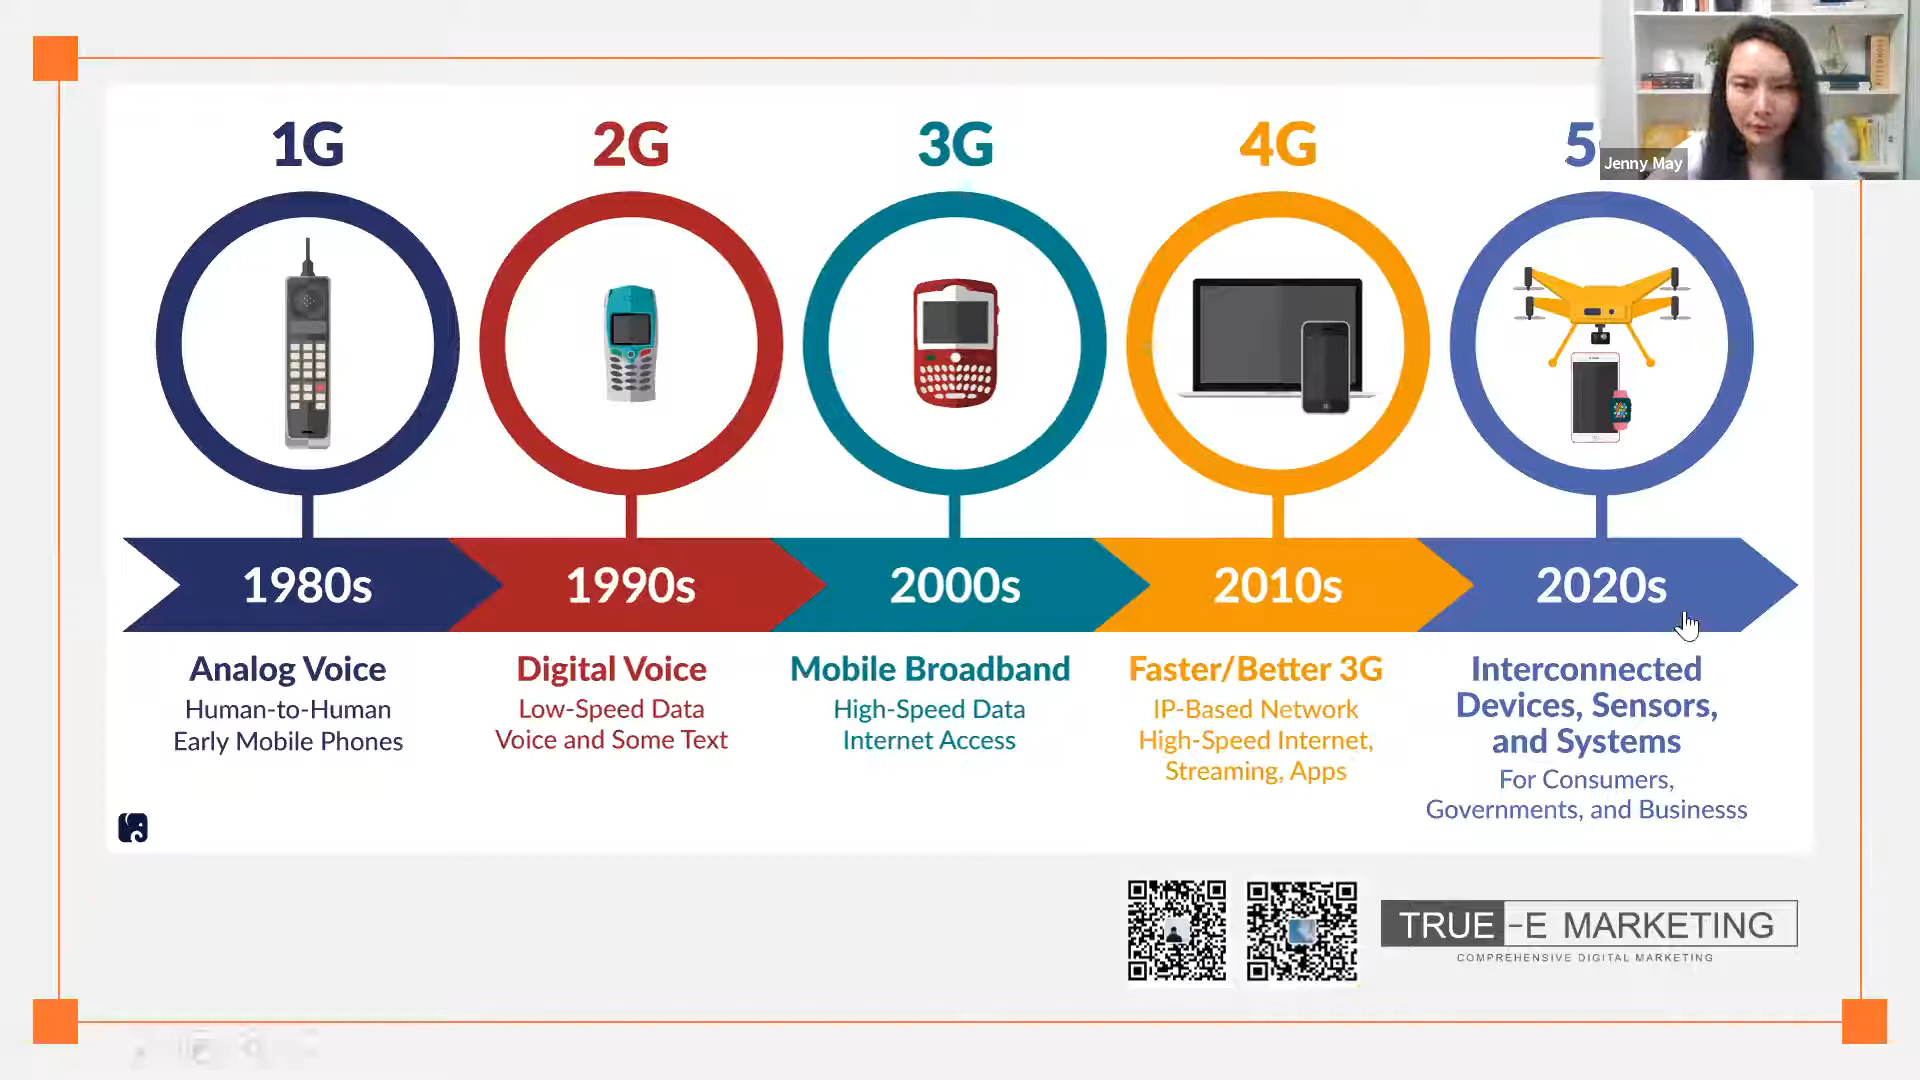 1G
2G
3G
4G
5
Jenny May
1980s
1990s
2000s
2010s
2020s
Analog Voice
Human-to-Human
Early Mobile Phones
Digital Voice
Low-Speed Data
Voice and Some Text
Mobile Broadband
High-Speed Data
Internet Access
Faster/Better 3G
IP-Based Network
High-Speed Internet,
Streaming, Apps
Interconnected
Devices, Sensors,
and Systems
For Consumers,
Governments, and Businesss
TRUE-E MARKETING
COMPREHENSIVE DIGITAL MARKETING